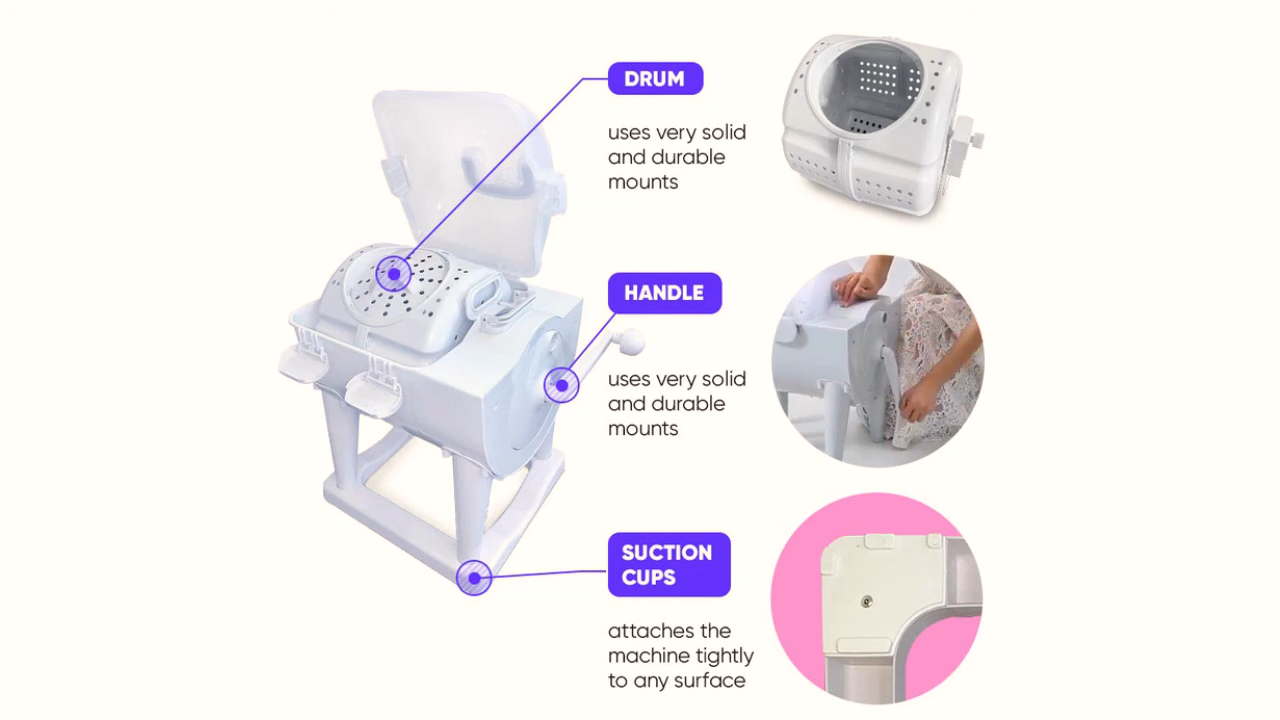 DRUM
uses very solid
and durable
mounts
HANDLE
uses very solid
and durable
mounts
SUCTION
CUPS
attaches the
machine tightly
to any surface